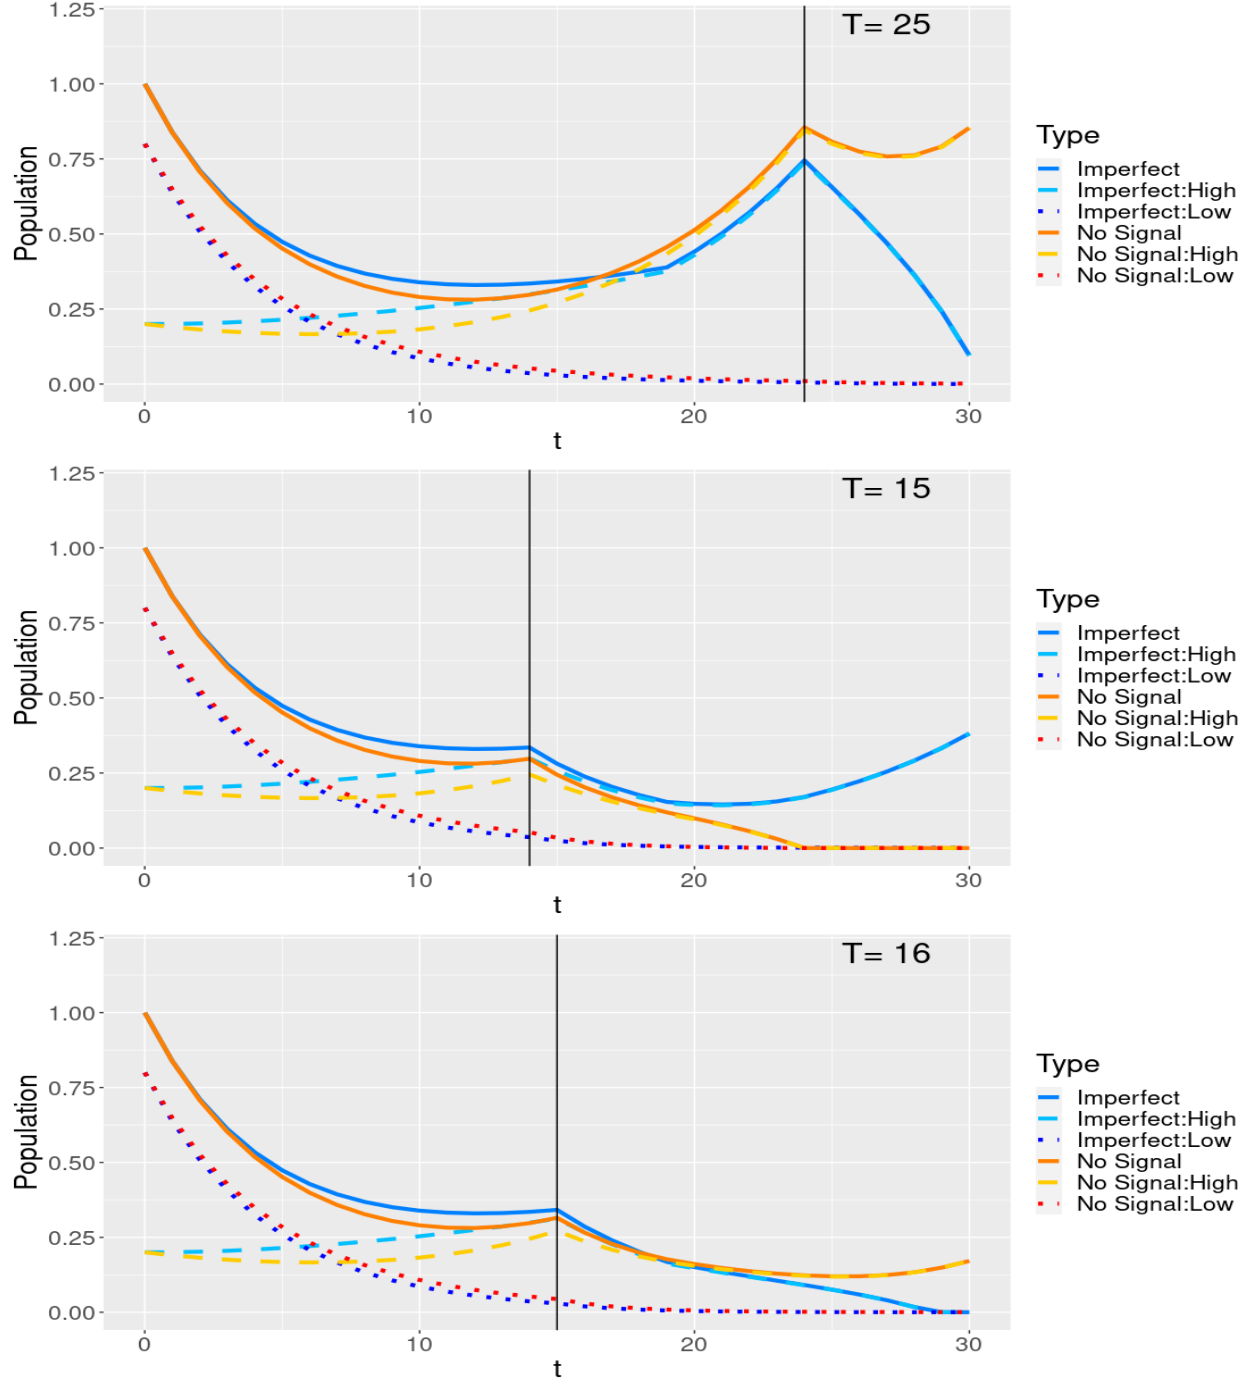 T= 25
1.25
1.00
0.75
0.50
0.25
0.00
Population
0 10 20 30
t
Type
Imperfect
Imperfect:High
Imperfect:Low
No Signal
No Signal:High
No Signal:Low
T= 15
1.25
1.00
0.75
0.50
0.25
0.00
Population
0 10 20 30
t
Type
Imperfect
Imperfect:High
Imperfect:Low
No Signal
No Signal:High
No Signal:Low
T= 16
1.25
1.00
0.75
0.50
0.25
0.00
Population
0 10 20 30
t
Type
Imperfect
Imperfect:High
Imperfect:Low
No Signal
No Signal:High
No Signal:Low